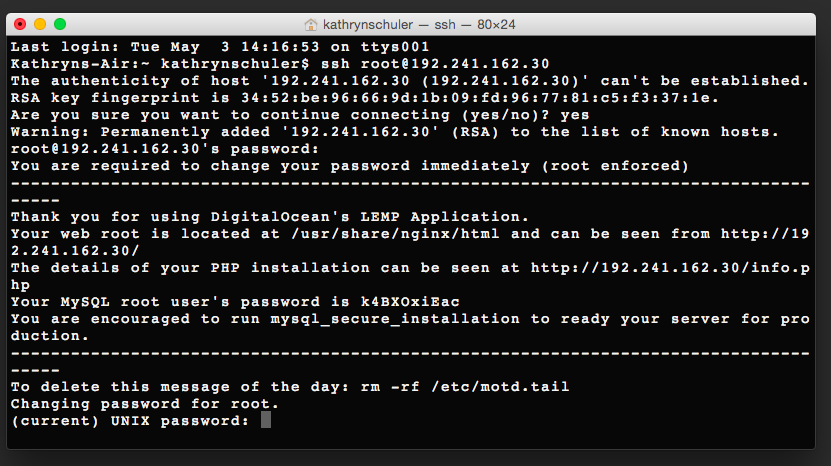 kathrynschuler — ssh — 80×24
Last login: Tue May  3 14:16:53 on ttys001
Kathryns-Air:~ kathrynschuler$ ssh root@192.241.162.30
The authenticity of host '192.241.162.30 (192.241.162.30)' can't be established.
RSA key fingerprint is 34:52:be:96:66:9d:1b:09:fd:96:77:81:c5:f3:37:1e.
Are you sure you want to continue connecting (yes/no)? yes
Warning: Permanently added '192.241.162.30' (RSA) to the list of known hosts.
root@192.241.162.30's password:
You are required to change your password immediately (root enforced)
--------------------------------------------------------------------------------
-----
Thank you for using DigitalOcean's LEMP Application.
Your web root is located at /usr/share/nginx/html and can be seen from http://19
2.241.162.30/
The details of your PHP installation can be seen at http://192.241.162.30/info.p
hp
Your MySQL root user's password is k4BXOxiEac
You are encouraged to run mysql_secure_installation to ready your server for pro
duction.
--------------------------------------------------------------------------------
-----
To delete this message of the day: rm -rf /etc/motd.tail
Changing password for root.
(current) UNIX password: